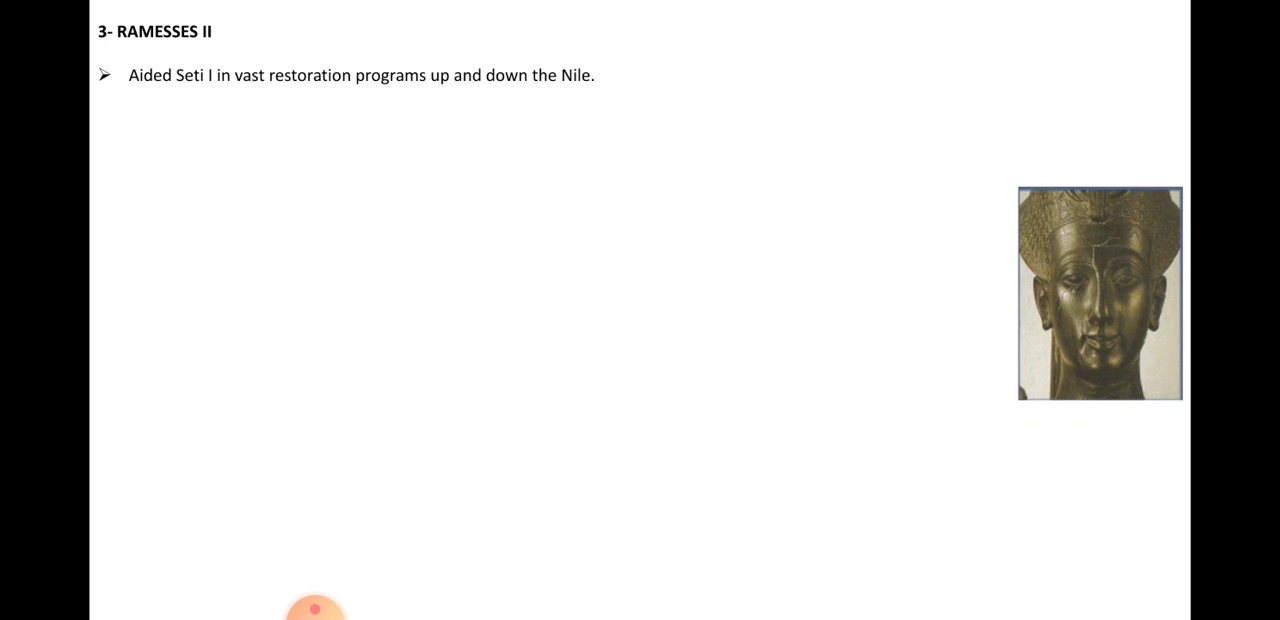 3- RAMESSES II
➢ Aided Seti I in vast restoration programs up and down the Nile.